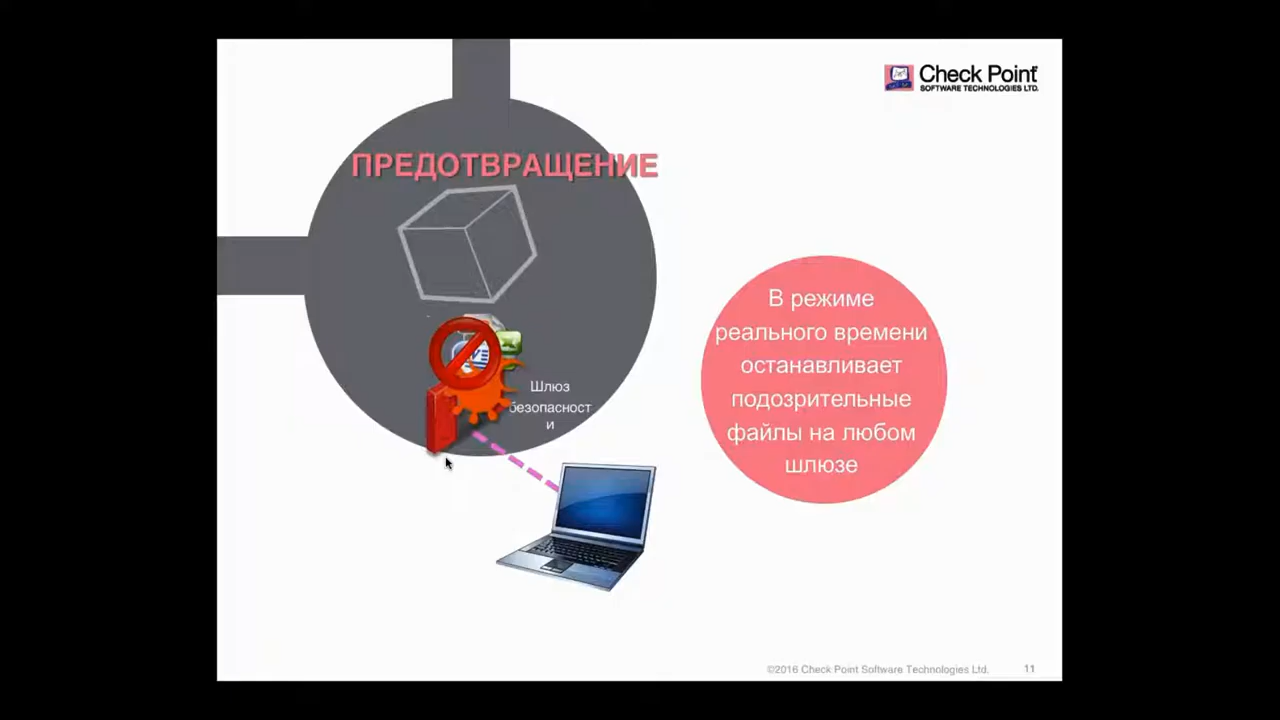 Check Point
SOFTWARE TECHNOLOGIES LTD.
ПРЕДОТВРАЩЕНИЕ
Шлюз
безопасност
и
В режиме
реального времени
останавливает
подозрительные
файлы на любом
шлюзе
©2016 Check Point Software Technologies Ltd.
11